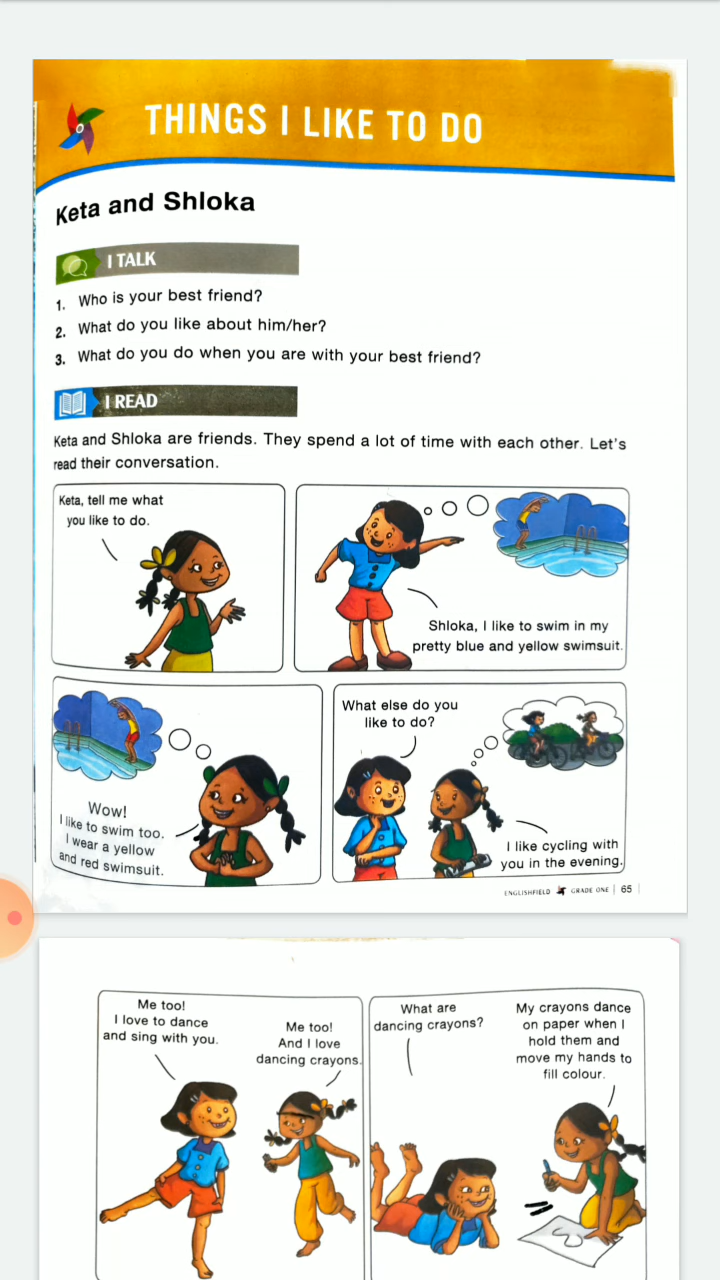 THINGS I LIKE TO DO
Keta and Shloka
I TALK
1. Who is your best friend?
2. What do you like about him/her?
3. What do you do when you are with your best friend?
I READ
Keta and Shloka are friends. They spend a lot of time with each other. Let's
read their conversation.
Keta, tell me what
you like to do.
Shloka, I like to swim in my
pretty blue and yellow swimsuit.
Wow!
I like to swim too.
I wear a yellow
and red swimsuit.
What else do you
like to do?
I like cycling with
you in the evening.
ENGLISHFIELD GRADE ONE | 65 |
Me too!
I love to dance
and sing with you.
Me too!
And I love
dancing crayons.
What are
dancing crayons?
My crayons dance
on paper when I
hold them and
move my hands to
fill colour.